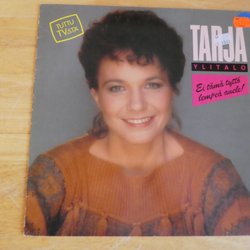 TUTTU
TV:STÄ
TARJA
YLITALO
Ei tämä tyttö
lempeä anele!